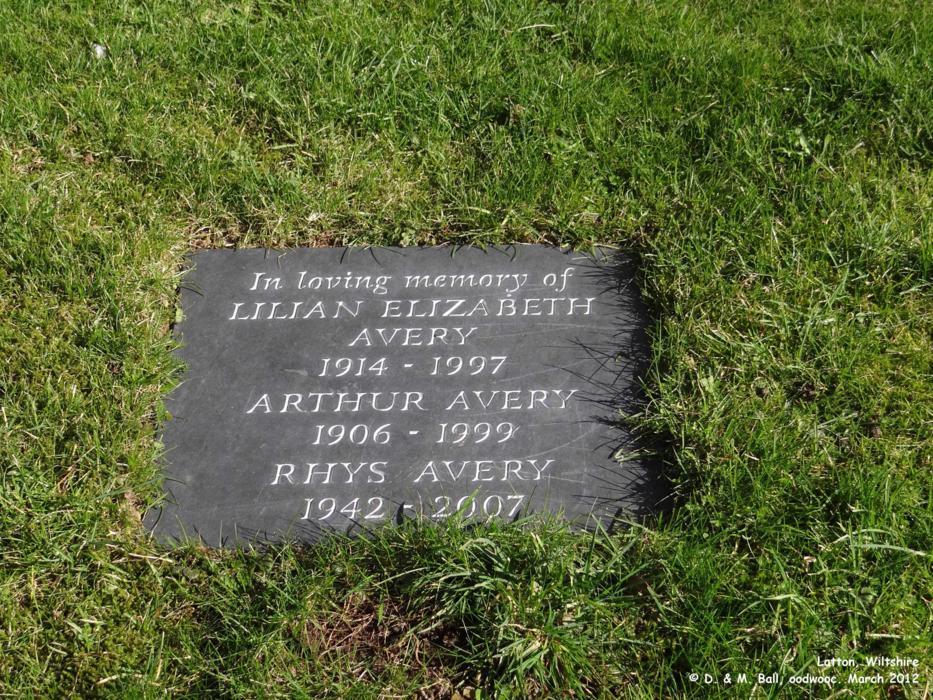 In loving memory of
LILIAN ELIZABETH
AVERY
1914 - 1997
ARTHUR AVERY
1906 - 1999
RHYS AVERY
1942 - 2007
Latton, Wiltshire
© D. & M. Ball, oodwooc. March 2012